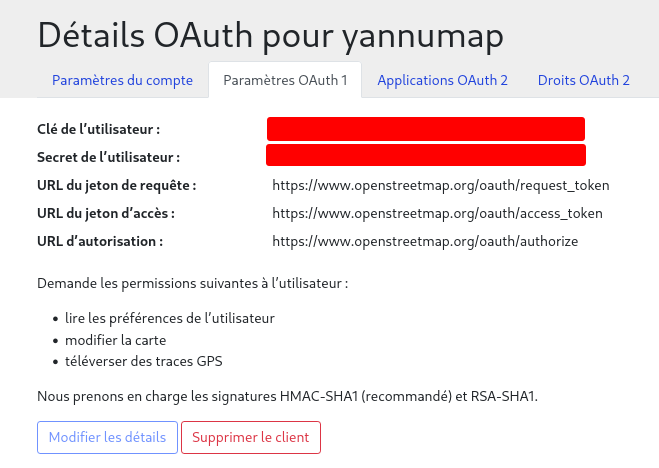 Détails OAuth pour yannumap
Paramètres du compte Paramètres OAuth 1 Applications OAuth 2 Droits OAuth 2
Clé de l’utilisateur :
Secret de l’utilisateur :
URL du jeton de requête : https://www.openstreetmap.org/oauth/request_token
URL du jeton d’accès : https://www.openstreetmap.org/oauth/access_token
URL d’autorisation : https://www.openstreetmap.org/oauth/authorize
Demande les permissions suivantes à l’utilisateur :
• lire les préférences de l’utilisateur
• modifier la carte
• téléverser des traces GPS
Nous prenons en charge les signatures HMAC-SHA1 (recommandé) et RSA-SHA1.
Modifier les détails Supprimer le client